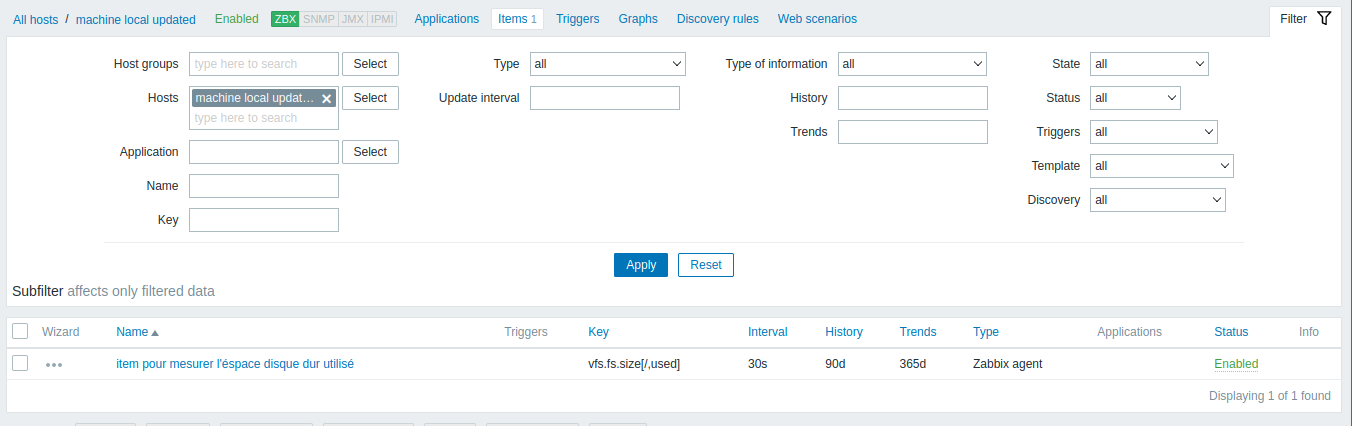 All hosts / machine local updated Enabled ZBX SNMP JMX IPMI Applications Items 1 Triggers Graphs Discovery rules Web scenarios Filter
Host groups type here to search Select Type all Type of information all State all
Hosts machine local updat... Select Update interval History Status all
type here to search
Trends Triggers all
Application Select
Template all
Name
Discovery all
Key
Apply Reset
Subfilter affects only filtered data
Wizard Name Triggers Key Interval History Trends Type Applications Status Info
item pour mesurer l'éspace disque dur utilisé vfs.fs.size[/,used] 30s 90d 365d Zabbix agent Enabled
Displaying 1 of 1 found